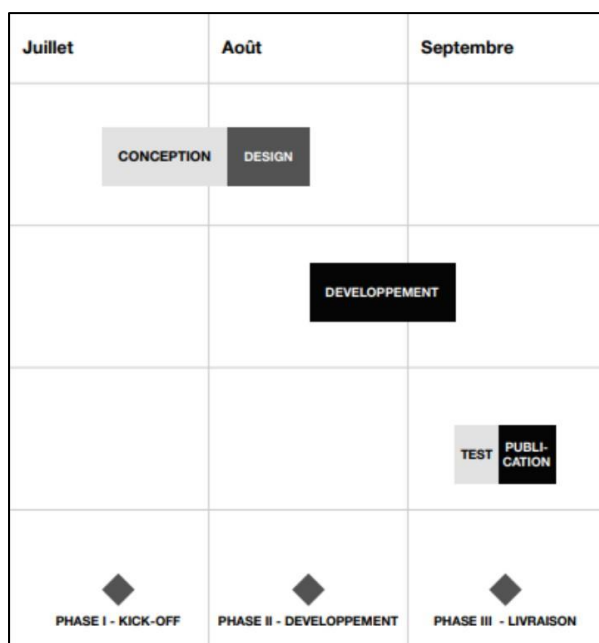 Juillet
Août
Septembre
CONCEPTION
DESIGN
DEVELOPPEMENT
TEST
PUBLI-
CATION
PHASE I - KICK-OFF
PHASE II - DEVELOPPEMENT
PHASE III - LIVRAISON